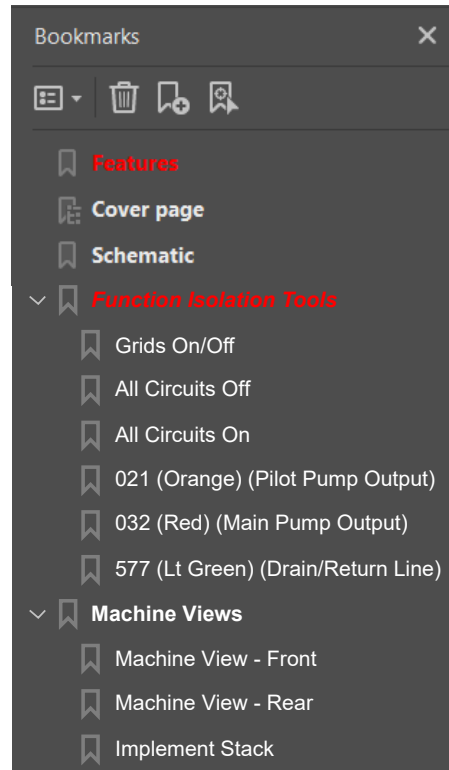 Bookmarks
Features
Cover page
Schematic
Function Isolation Tools
Grids On/Off
All Circuits Off
All Circuits On
021 (Orange) (Pilot Pump Output)
032 (Red) (Main Pump Output)
577 (Lt Green) (Drain/Return Line)
Machine Views
Machine View - Front
Machine View - Rear
Implement Stack